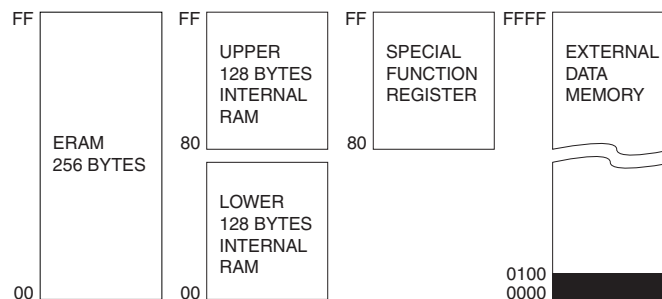 FF
ERAM
256 BYTES
00
FF
UPPER
128 BYTES
INTERNAL
RAM
80
LOWER
128 BYTES
INTERNAL
RAM
00
FF
SPECIAL
FUNCTION
REGISTER
80
FFFF
EXTERNAL
DATA
MEMORY
0100
0000